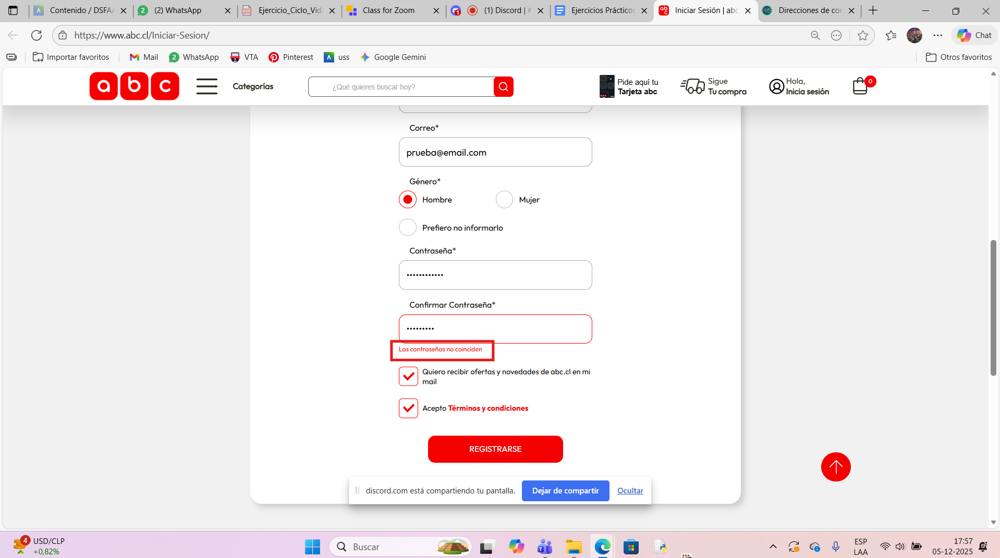 Contenido / DSFAA
(2) WhatsApp
Ejercicio_Ciclo_Vida
Class for Zoom
(1) Discord | #
Ejercicios Prácticos
Iniciar Sesión | abc
Direcciones de cor
https://www.abc.cl/Iniciar-Sesion/
Chat
Importar favoritos
Mail
2
WhatsApp
VTA
Pinterest
uss
Google Gemini
Otros favoritos
abc
Categorías
¿Qué quieres buscar hoy?
Pide aquí tu
Tarjeta abc
Sigue
Tu compra
Hola,
Inicia sesión
0
Correo*
prueba@email.com
Género*
Hombre
Mujer
Prefiero no informarlo
Contraseña*
••••••••••••
Confirmar Contraseña*
•••••••••
Las contraseñas no coinciden
Quiero recibir ofertas y novedades de abc.cl en mi
mail
Acepto Términos y condiciones
REGISTRARSE
discord.com está compartiendo tu pantalla.
Dejar de compartir
Ocultar
4
USD/CLP
+0,82%
Buscar
ESP
LAA
17:57
05-12-2025